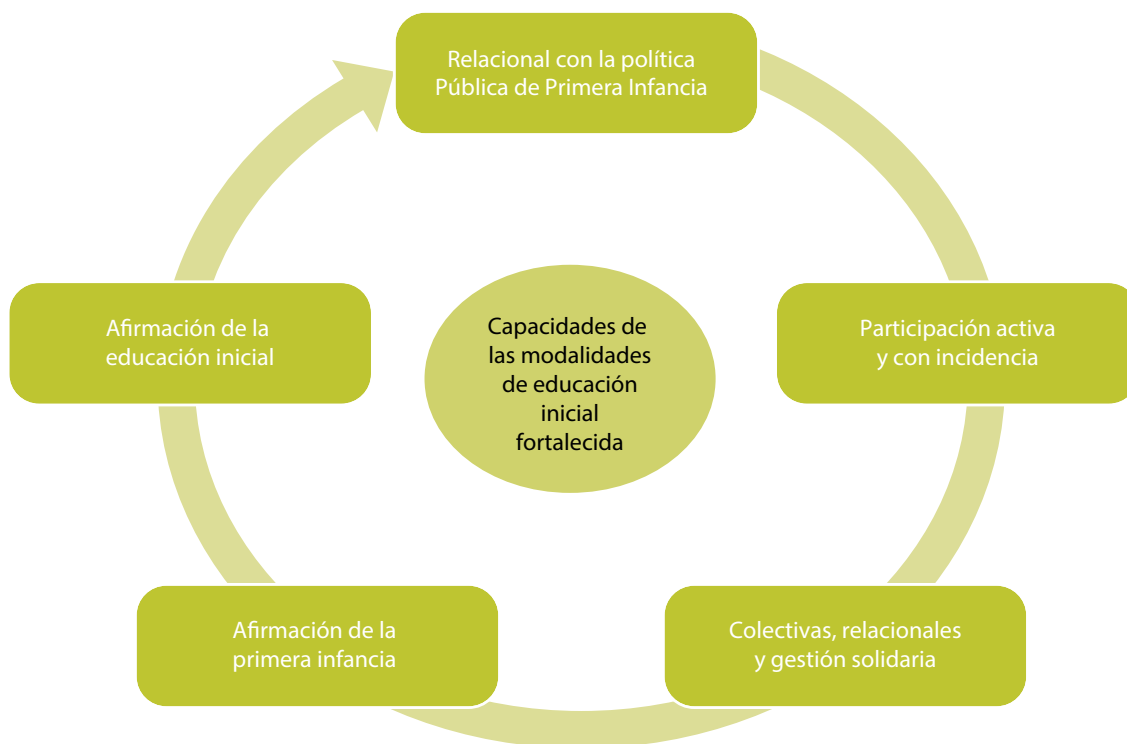 Relacional con la política
Pública de Primera Infancia
Participación activa
y con incidencia
Colectivas, relacionales
y gestión solidaria
Afirmación de la
primera infancia
Afirmación de la
educación inicial
Capacidades de
las modalidades
de educación
inicial
fortalecida